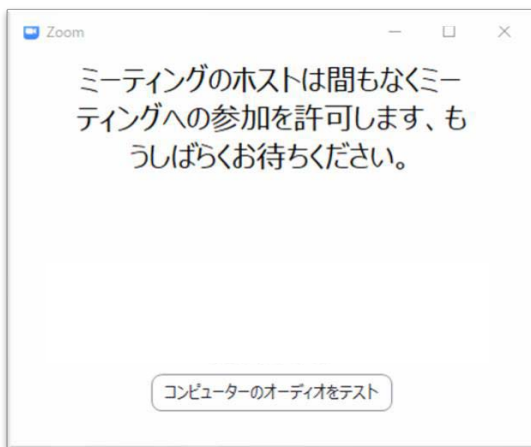 Zoom
ミーティングのホストは間もなくミー
ティングへの参加を許可します、も
うしばらくお待ちください。
コンピューターのオーディオをテスト